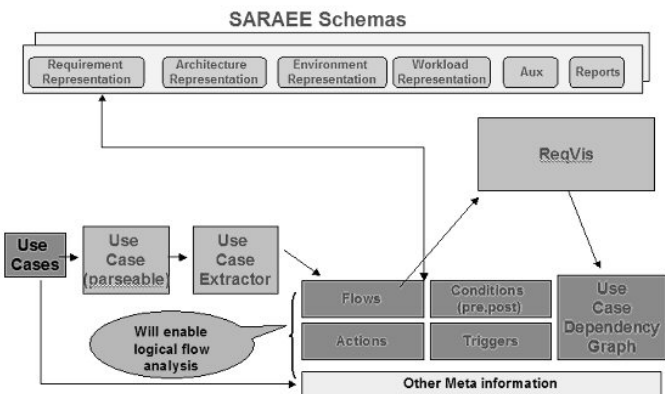 SARAEE Schemas
Requirement
Representation
Architecture
Representation
Environment
Representation
Workload
Representation
Aux
Reports
ReqVis
Use
Cases
Use
Case
(parseable)
Use
Case
Extractor
Flows
Conditions
(pre,post)
Use
Case
Dependency
Graph
Will enable
logical flow
analysis
Actions
Triggers
Other Meta information